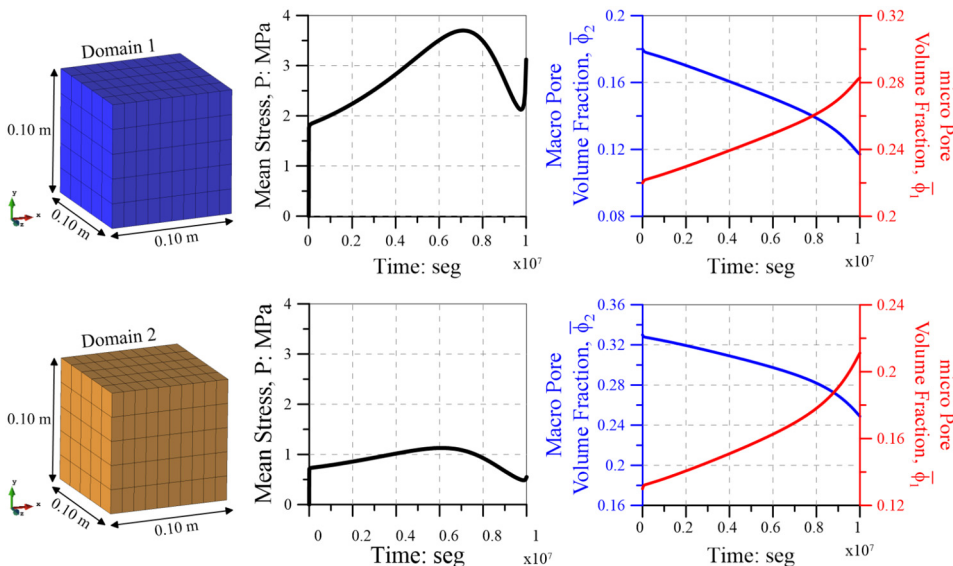 Domain 1
0.10 m
0.10 m
0.10 m
y
x
z
4
3
2
1
0
Mean Stress, P: MPa
0 0.2 0.4 0.6 0.8 1
x10⁷
Time: seg
0.2
0.16
0.12
0.08
Macro Pore
Volume Fraction, ϕ̅₂
0.32
0.28
0.24
0.2
micro Pore
Volume Fraction, ϕ̅₁
0 0.2 0.4 0.6 0.8 1
x10⁷
Time: seg
Domain 2
0.10 m
0.10 m
0.10 m
y
x
z
4
3
2
1
0
Mean Stress, P: MPa
0 0.2 0.4 0.6 0.8 1
x10⁷
Time: seg
0.36
0.32
0.28
0.24
0.2
0.16
Macro Pore
Volume Fraction, ϕ̅₂
0.24
0.2
0.16
0.12
micro Pore
Volume Fraction, ϕ̅₁
0 0.2 0.4 0.6 0.8 1
x10⁷
Time: seg